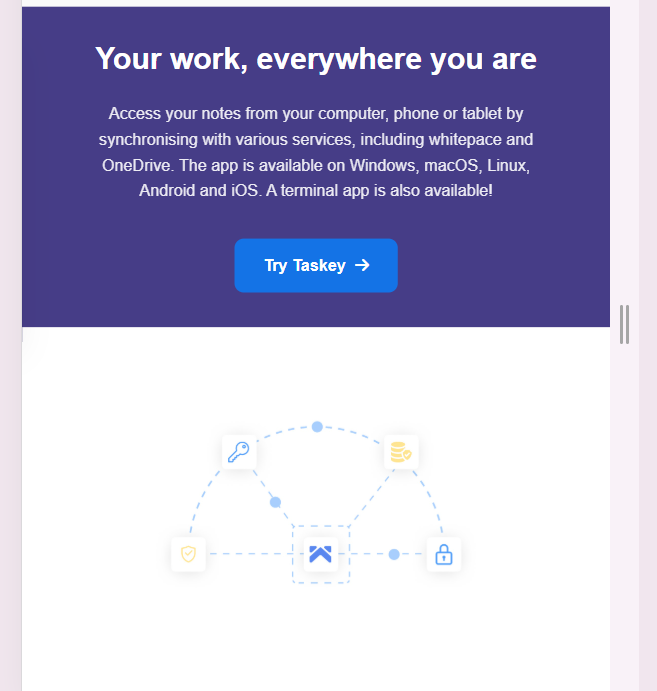 Your work, everywhere you are
Access your notes from your computer, phone or tablet by
synchronising with various services, including whitepace and
OneDrive. The app is available on Windows, macOS, Linux,
Android and iOS. A terminal app is also available!
Try Taskey →